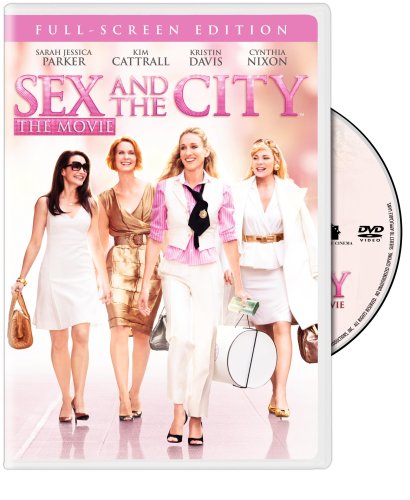 FULL-SCREEN EDITION
SARAH JESSICA PARKER
KIM CATTRALL
KRISTIN DAVIS
CYNTHIA NIXON
SEX AND THE CITY
THE MOVIE
CINEMA
DVD
VIDEO